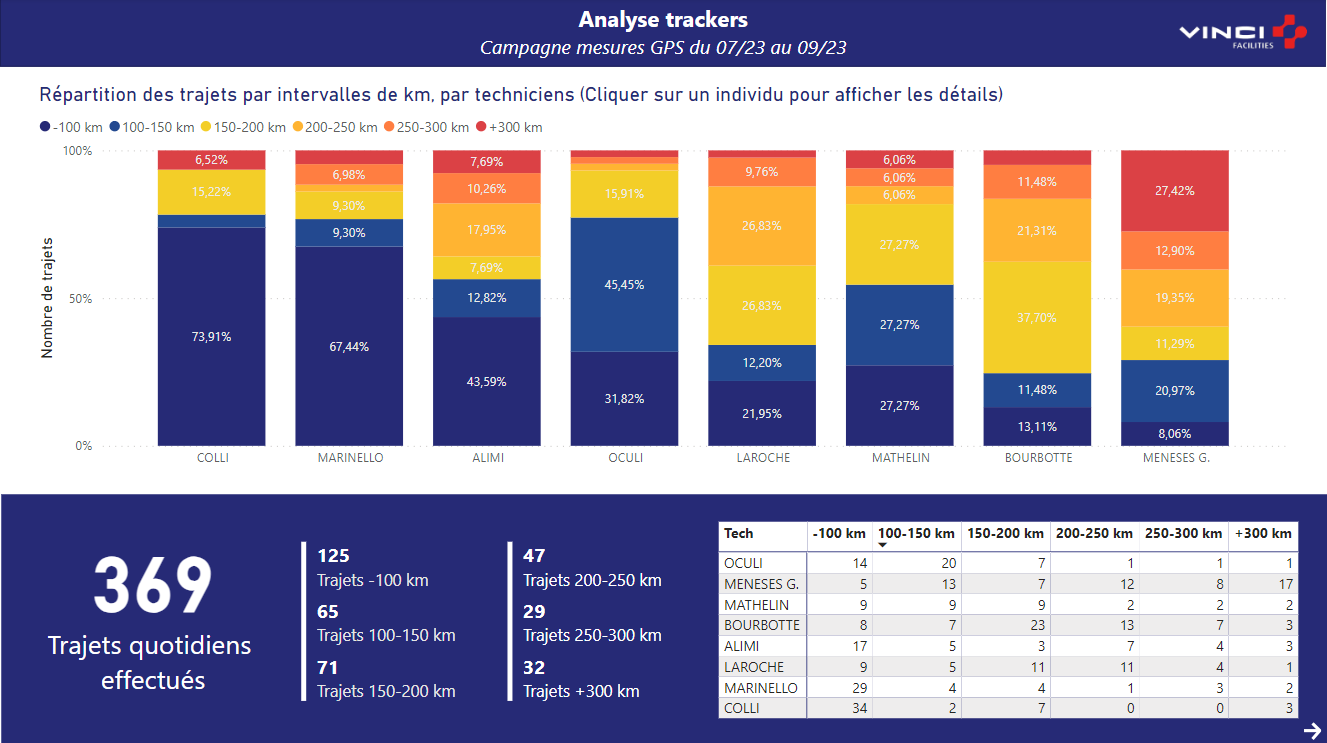 Analyse trackers
Campagne mesures GPS du 07/23 au 09/23
VINCI
FACILITIES
Répartition des trajets par intervalles de km, par techniciens (Cliquer sur un individu pour afficher les détails)
-100 km 100-150 km 150-200 km 200-250 km 250-300 km +300 km
Nombre de trajets
100%
50%
0%
6,52%
15,22%
73,91%
6,98%
9,30%
9,30%
67,44%
7,69%
10,26%
17,95%
7,69%
12,82%
43,59%
15,91%
45,45%
31,82%
9,76%
26,83%
26,83%
12,20%
21,95%
6,06%
6,06%
6,06%
27,27%
27,27%
27,27%
11,48%
21,31%
37,70%
11,48%
13,11%
27,42%
12,90%
19,35%
11,29%
20,97%
8,06%
COLLI MARINELLO ALIMI OCULI LAROCHE MATHELIN BOURBOTTE MENESES G.
369
Trajets quotidiens
effectués
125
Trajets -100 km
65
Trajets 100-150 km
71
Trajets 150-200 km
47
Trajets 200-250 km
29
Trajets 250-300 km
32
Trajets +300 km
Tech -100 km 100-150 km 150-200 km 200-250 km 250-300 km +300 km
OCULI 14 20 7 1 1 1
MENESES G. 5 13 7 12 8 17
MATHELIN 9 9 9 2 2 2
BOURBOTTE 8 7 23 13 7 3
ALIMI 17 5 3 7 4 3
LAROCHE 9 5 11 11 4 1
MARINELLO 29 4 4 1 3 2
COLLI 34 2 7 0 0 3